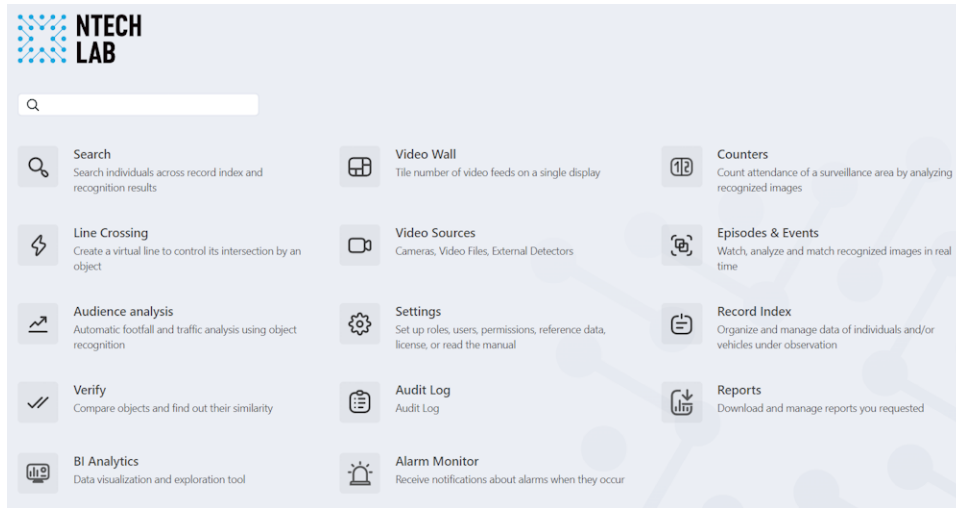 NTECH
LAB
Search
Search individuals across record index and
recognition results
Video Wall
Tile number of video feeds on a single display
Counters
Count attendance of a surveillance area by analyzing
recognized images
Line Crossing
Create a virtual line to control its intersection by an
object
Video Sources
Cameras, Video Files, External Detectors
Episodes & Events
Watch, analyze and match recognized images in real
time
Audience analysis
Automatic footfall and traffic analysis using object
recognition
Settings
Set up roles, users, permissions, reference data,
license, or read the manual
Record Index
Organize and manage data of individuals and/or
vehicles under observation
Verify
Compare objects and find out their similarity
Audit Log
Audit Log
Reports
Download and manage reports you requested
BI Analytics
Data visualization and exploration tool
Alarm Monitor
Receive notifications about alarms when they occur